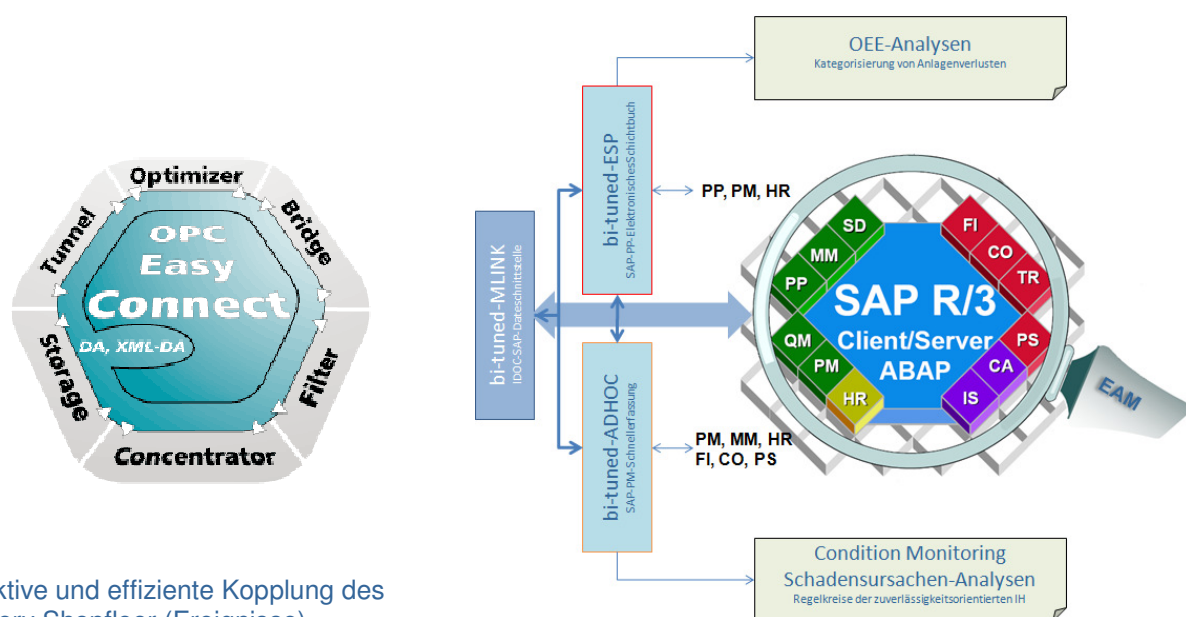 Optimizer
Tunnel
Bridge
OPC
Easy
Connect
DA, XML-DA
Storage
Filter
Concentrator
ktive und effiziente Kopplung des
OEE-Analysen
Kategorisierung von Anlagenverlusten
bi-tuned-MLINK
IDOC-SAP-Dateschnittstelle
bi-tuned-ESP
SAP-PP-ElektronischesSchichtbuch
PP, PM, HR
bi-tuned-ADHOC
SAP-PM-Schnellerfassung
PM, MM, HR
FI, CO, PS
SD
MM
PP
FI
CO
TR
SAP R/3
Client/Server
ABAP
QM
PM
HR
PS
CA
IS
EAM
Condition Monitoring
Schadensursachen-Analysen
Regelkreise der zuverlässigkeitsorientierten IH